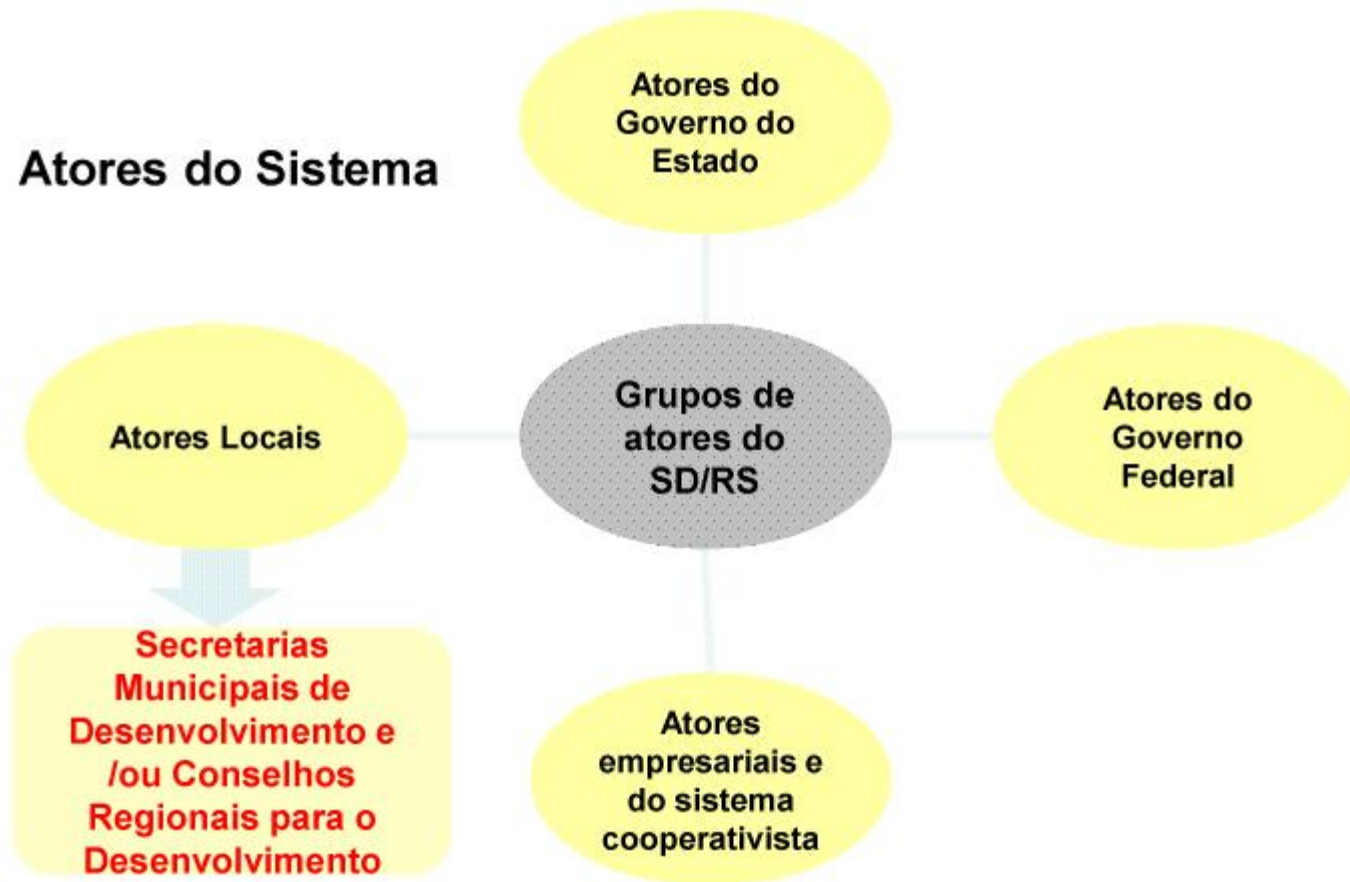 Atores do Sistema
Atores do
Governo do
Estado
Atores Locais
Grupos de
atores do
SD/RS
Atores do
Governo
Federal
Secretarias
Municipais de
Desenvolvimento e
/ou Conselhos
Regionais para o
Desenvolvimento
Atores
empresariais e
do sistema
cooperativista